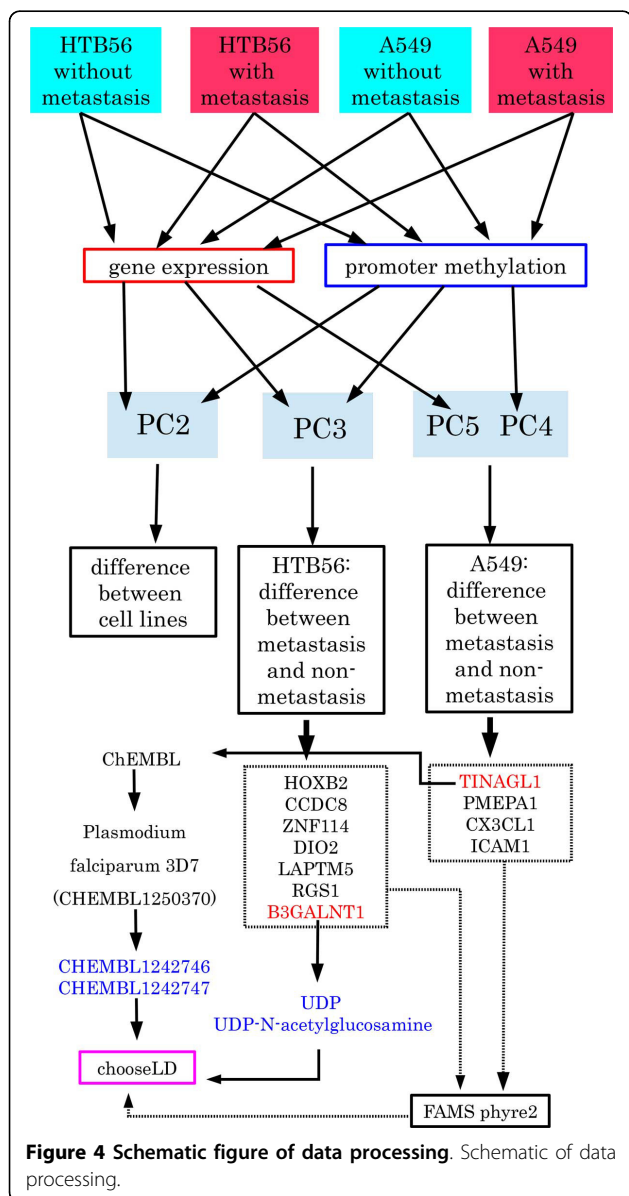 HTB56
without
metastasis
HTB56
with
metastasis
A549
without
metastasis
A549
with
metastasis
gene expression
promoter methylation
PC2
PC3
PC5 PC4
difference
between
cell lines
HTB56:
difference
between
metastasis
and non-
metastasis
A549:
difference
between
metastasis
and non-
metastasis
ChEMBL
Plasmodium
falciparum 3D7
(CHEMBL1250370)
CHEMBL1242746
CHEMBL1242747
HOXB2
CCDC8
ZNF114
DIO2
LAPTM5
RGS1
B3GALNT1
TINAGL1
PMEPA1
CX3CL1
ICAM1
UDP
UDP-N-acetylglucosamine
chooseLD
FAMS phyre2
Figure 4 Schematic figure of data processing. Schematic of data
processing.